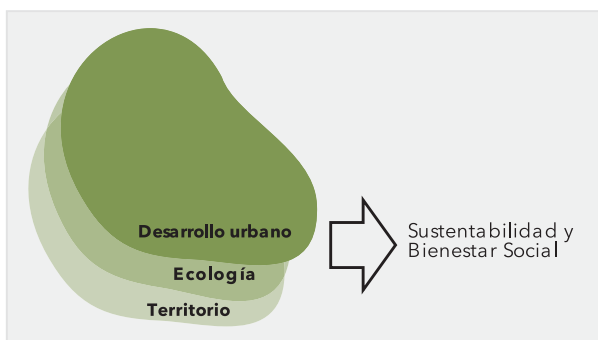 Desarrollo urbano
Ecología
Territorio
Sustentabilidad y
Bienestar Social